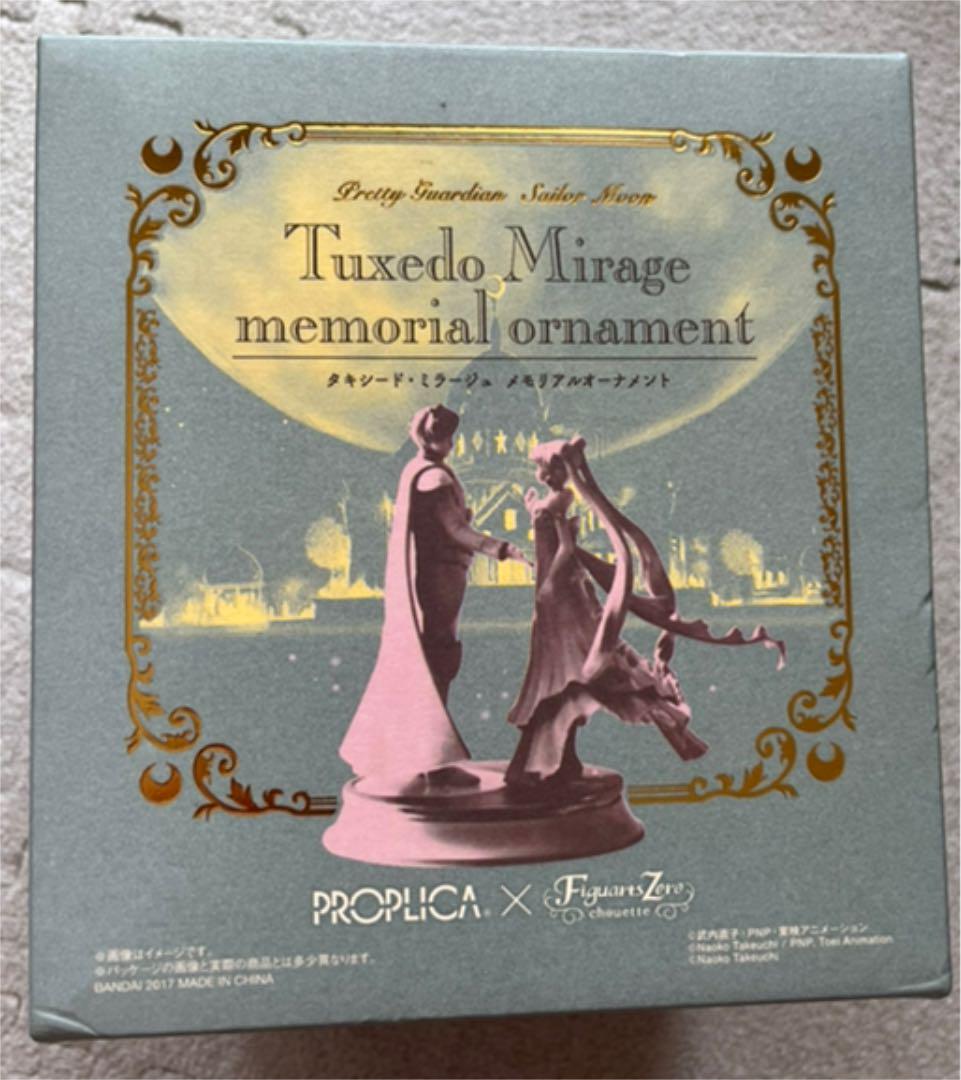 Pretty Guardian Sailor Moon
Tuxedo Mirage
memorial ornament
タキシード・ミラージュ メモリアルオーナメント
PROPLICA® × FiguartsZero
chouette
※画像はイメージです。
※パッケージの画像と実際の商品とは多少異なります。
BANDAI 2017 MADE IN CHINA
©武内直子・PNP・東映アニメーション
©Naoko Takeuchi / PNP, Toei Animation
©Naoko Takeuchi